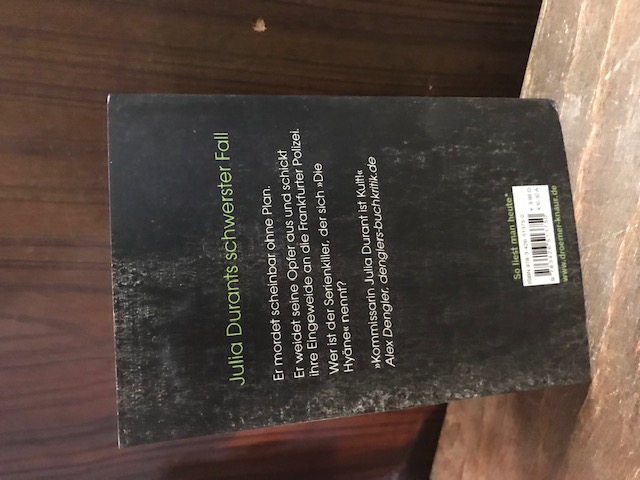 Julia Durants schwerster Fall
Er mordet scheinbar ohne Plan.
Er weidet seine Opfer aus und schickt
ihre Eingeweide an die Frankfurter Polizei.
Wer ist der Serienkiller, der sich »Die
Hyäne« nennt?
»Kommissarin Julia Durant ist Kult!«
Alex Dengler, denglers-buchkritik.de
So liest man heute*
www.droemer-knaur.de